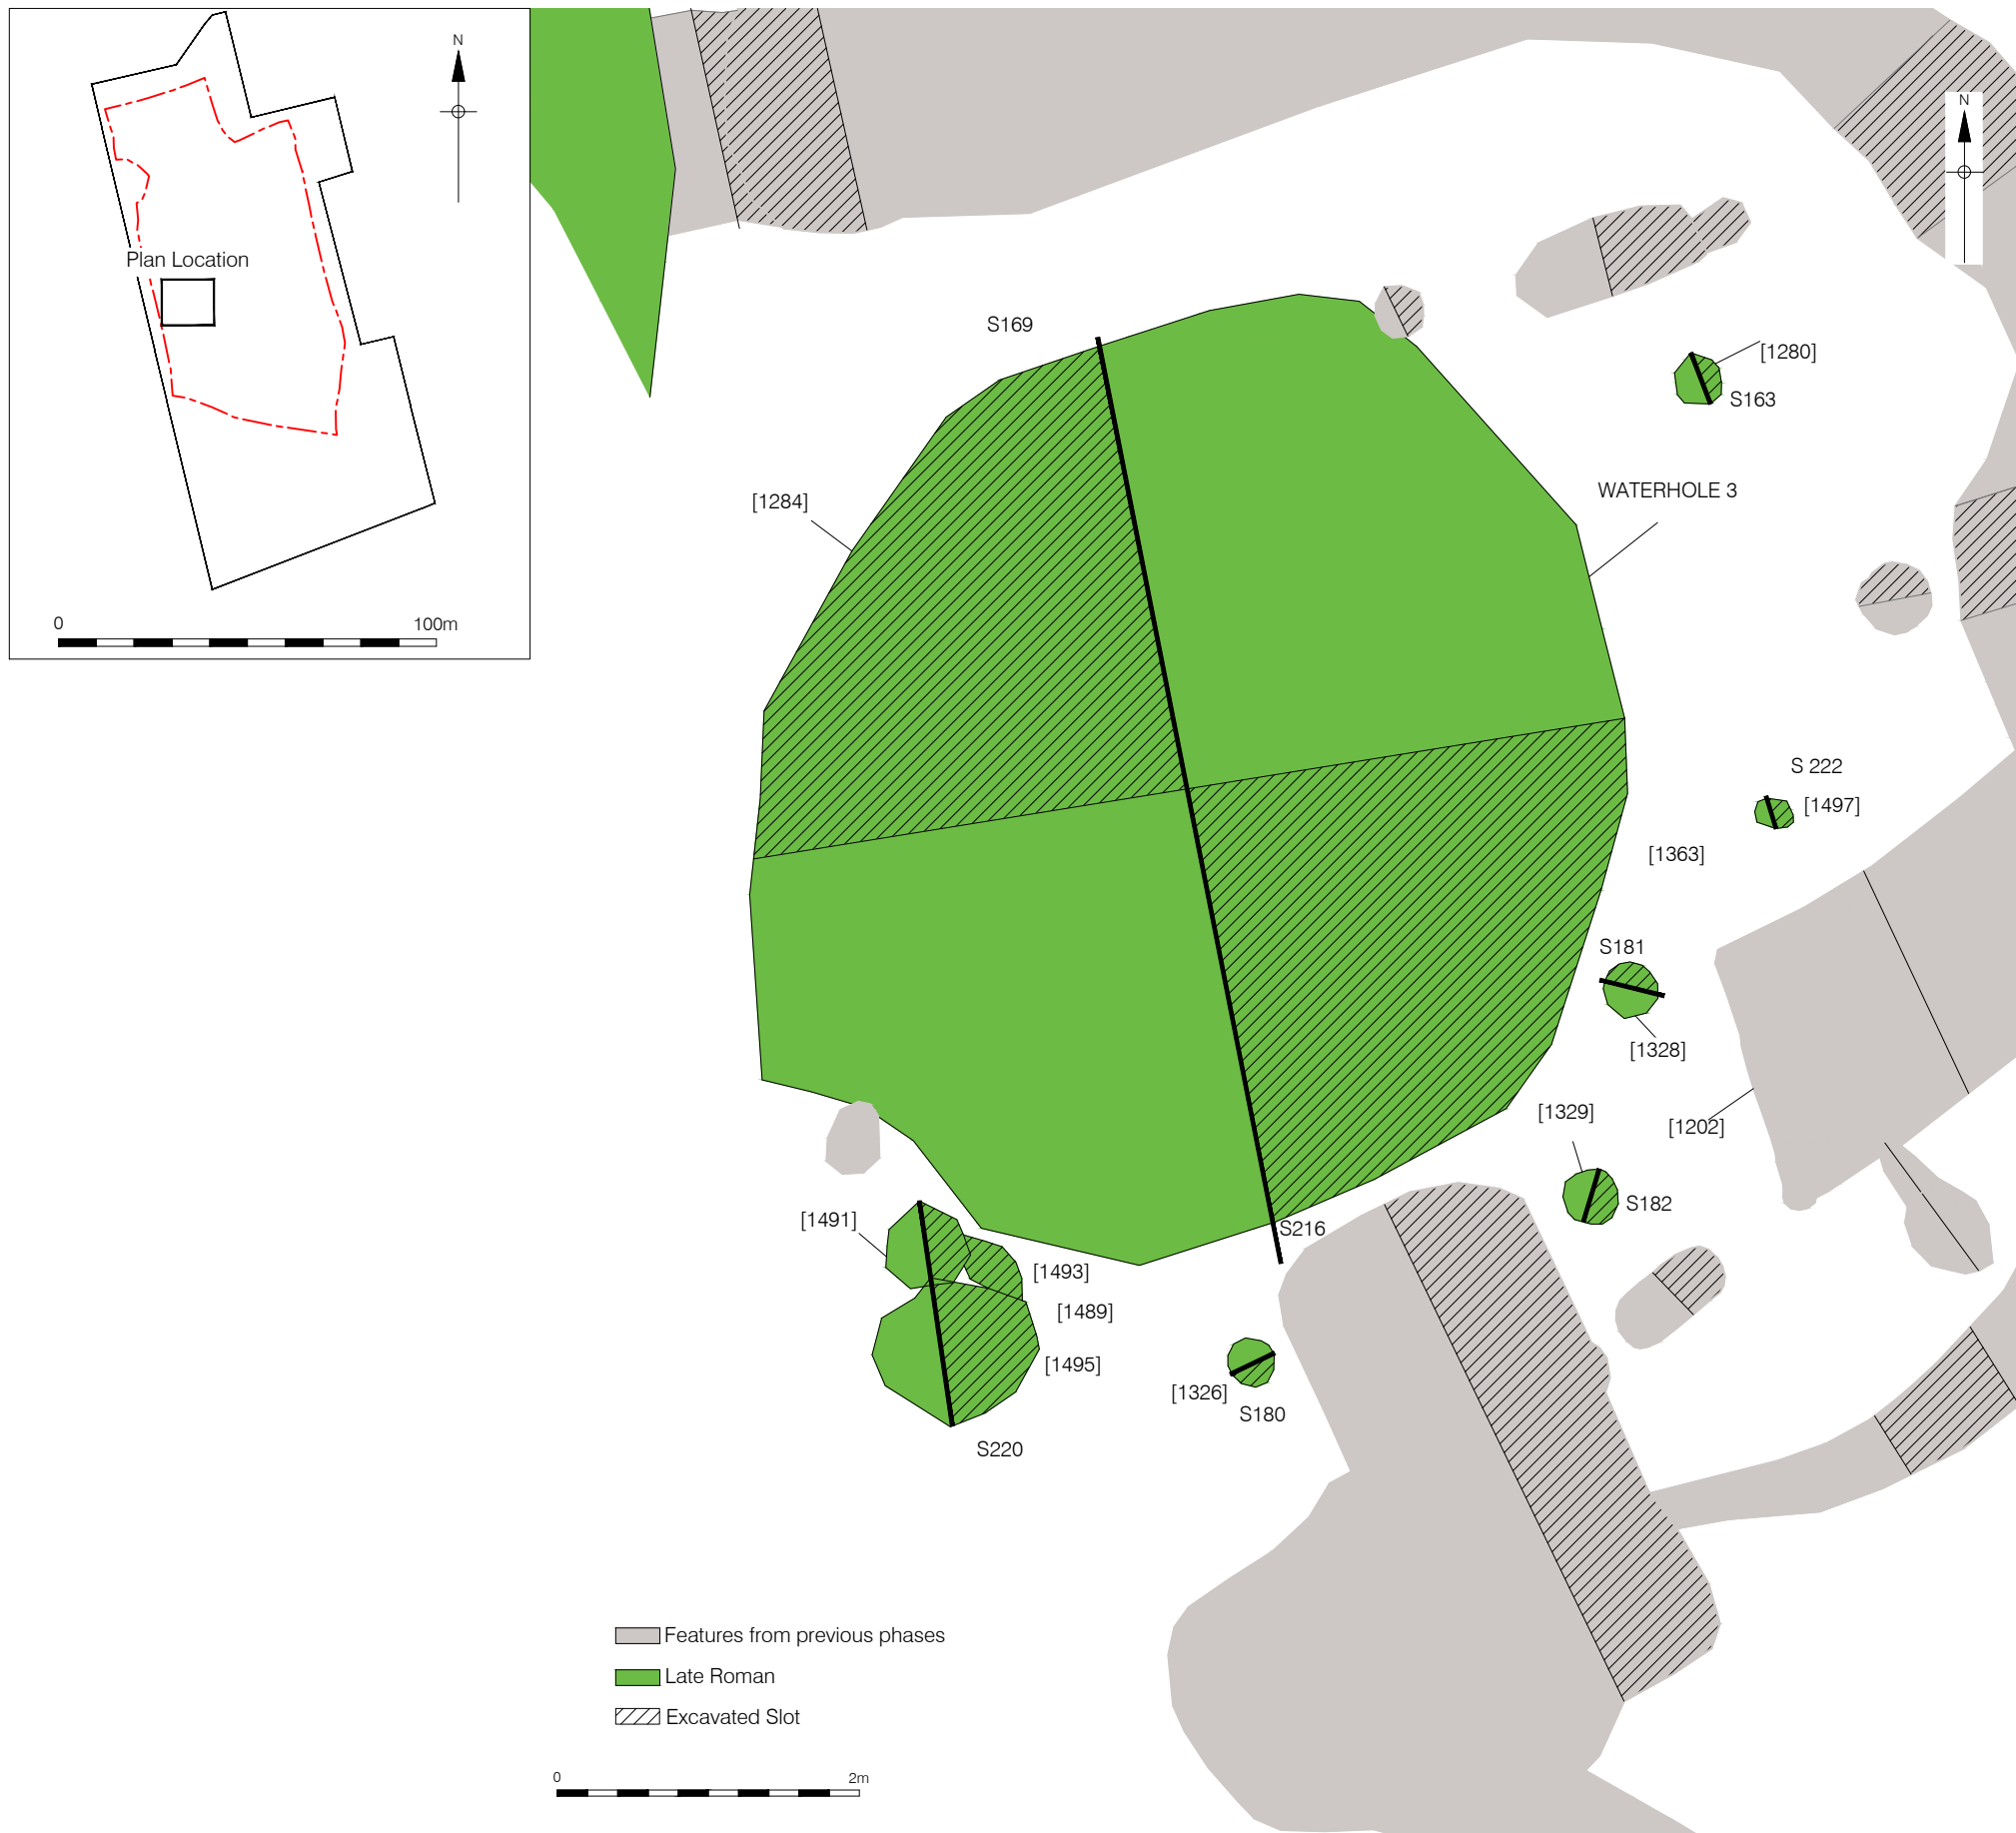 N
Plan Location
0 100m
N
S169
[1280]
S163
[1284]
WATERHOLE 3
S 222
[1497]
[1363]
S181
[1328]
[1329]
[1202]
S182
[1491]
S216
[1493]
[1489]
[1495]
[1326]
S180
S220
Features from previous phases
Late Roman
Excavated Slot
0 2m